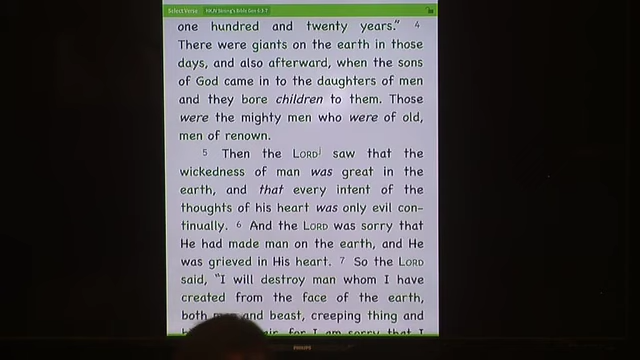 Select Verse NKJV Strong's Bible Gen 6:3-7
one hundred and twenty years." 4
There were giants on the earth in those
days, and also afterward, when the sons
of God came in to the daughters of men
and they bore children to them. Those
were the mighty men who were of old,
men of renown.
5 Then the LORD saw that the
wickedness of man was great in the
earth, and that every intent of the
thoughts of his heart was only evil con-
tinually. 6 And the LORD was sorry that
He had made man on the earth, and He
was grieved in His heart. 7 So the LORD
said, "I will destroy man whom I have
created from the face of the earth,
both and beast, creeping thing and
for I am sorry that I
PHILIPS